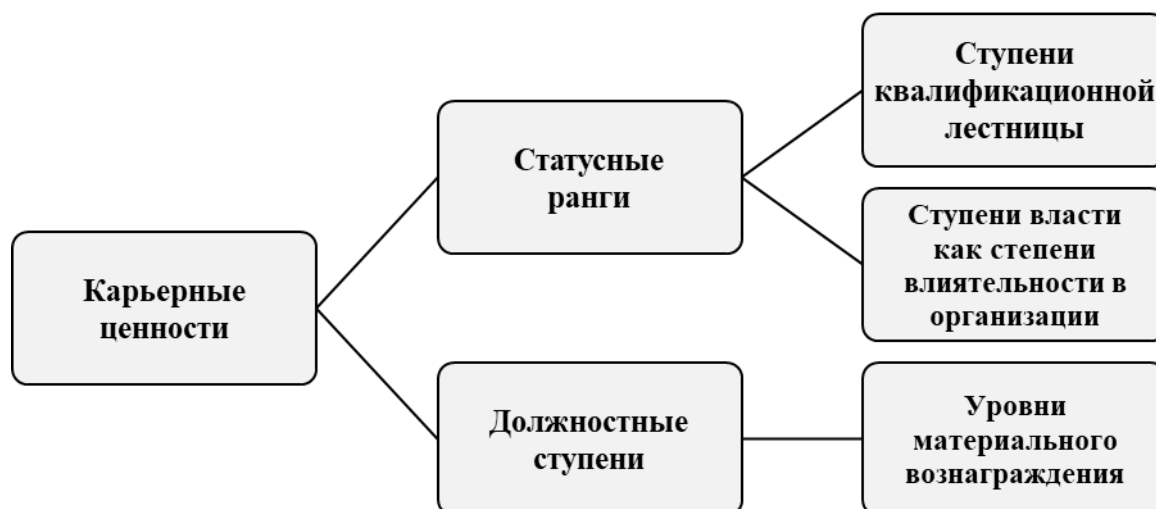 Карьерные
ценности
Статусные
ранги
Должностные
ступени
Ступени
квалификационной
лестницы
Ступени власти
как степени
влиятельности в
организации
Уровни
материального
вознаграждения